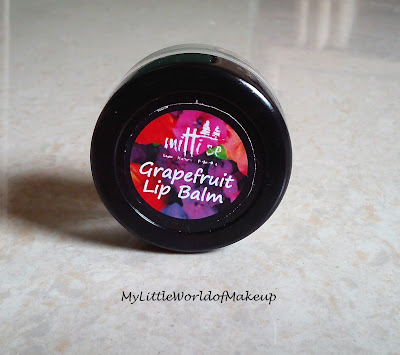 mitti se
Grapefruit
Lip Balm
MyLittleWorldofMakeup